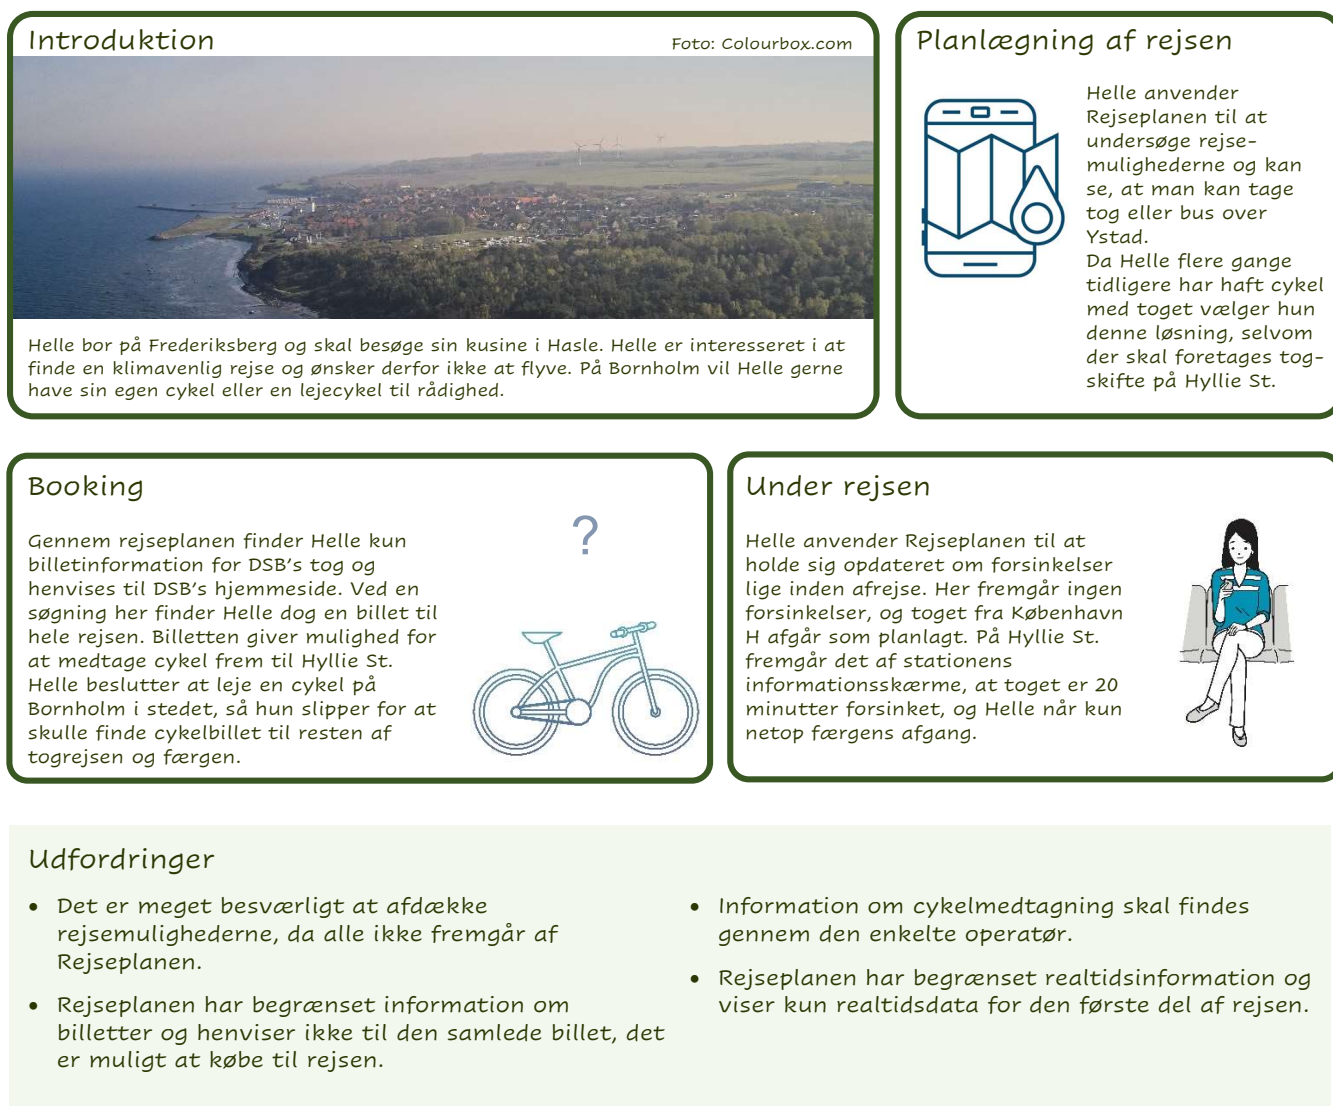 Introduktion
Foto: Colourbox.com
Helle bor på Frederiksberg og skal besøge sin kusine i Hasle. Helle er interesseret i at
finde en klimavenlig rejse og ønsker derfor ikke at flyve. På Bornholm vil Helle gerne
have sin egen cykel eller en lejecykel til rådighed.
Planlægning af rejsen
Helle anvender
Rejseplanen til at
undersøge rejse-
mulighederne og kan
se, at man kan tage
tog eller bus over
Ystad.
Da Helle flere gange
tidligere har haft cykel
med toget vælger hun
denne løsning, selvom
der skal foretages tog-
skifte på Hyllie St.
Booking
Gennem rejseplanen finder Helle kun
billetinformation for DSB's tog og
henvises til DSB's hjemmeside. Ved en
søgning her finder Helle dog en billet til
hele rejsen. Billetten giver mulighed for
at medtage cykel frem til Hyllie St.
Helle beslutter at leje en cykel på
Bornholm i stedet, så hun slipper for at
skulle finde cykelbillet til resten af
togrejsen og færgen.
?
Under rejsen
Helle anvender Rejseplanen til at
holde sig opdateret om forsinkelser
lige inden afrejse. Her fremgår ingen
forsinkelser, og toget fra København
H afgår som planlagt. På Hyllie St.
fremgår det af stationens
informationsskærme, at toget er 20
minutter forsinket, og Helle når kun
netop færgens afgang.
Udfordringer
• Det er meget besværligt at afdække
rejsemulighederne, da alle ikke fremgår af
Rejseplanen.
• Rejseplanen har begrænset information om
billetter og henviser ikke til den samlede billet, det
er muligt at købe til rejsen.
• Information om cykelmedtagning skal findes
gennem den enkelte operatør.
• Rejseplanen har begrænset realtidsinformation og
viser kun realtidsdata for den første del af rejsen.